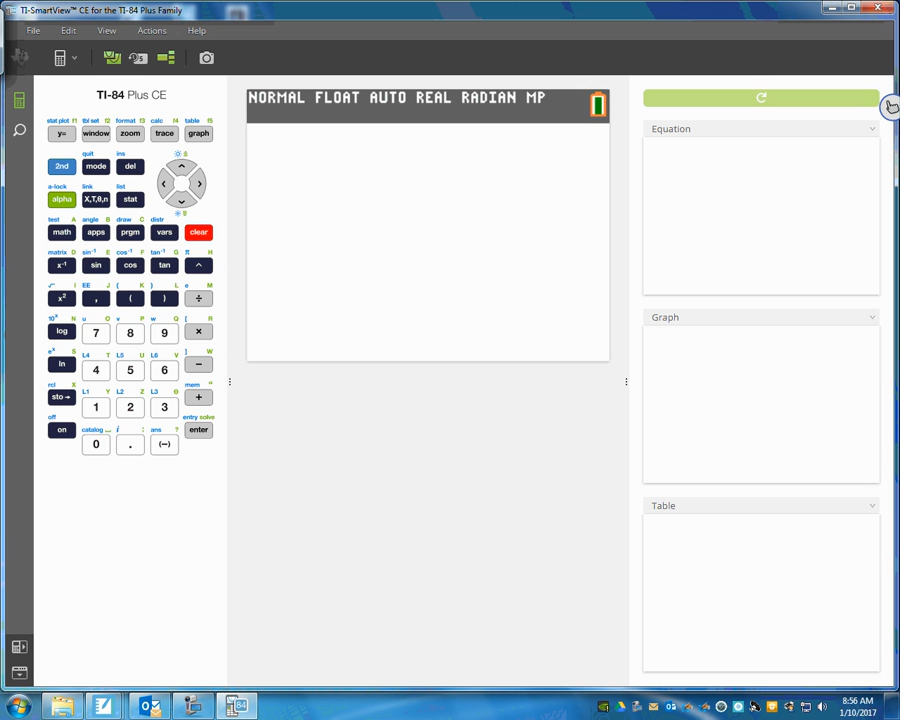 TI-SmartView™ CE for the TI-84 Plus Family
File View Actions Help
TI-84 Plus CE
stat plot f1 tbl set f2 format f3 calc f4 table f5
y= window zoom trace graph
quit ins
2nd mode del
a-lock link list
alpha X,T,θ,n stat
test A angle B draw C distr
math apps prgm vars clear
matrix D sin⁻¹ E cos⁻¹ F tan⁻¹ G π H
x⁻¹ sin cos tan ^
√ I EE J { K } L e M
x² , ( ) ÷
10ˣ N u O v P w Q [ R
log 7 8 9 ×
eˣ S L4 T L5 U L6 V ] W
ln 4 5 6 −
rcl X L1 Y L2 Z L3 θ mem "
sto→ 1 2 3 +
off catalog ⎵ i : ans ? entry solve
on 0 . (−) enter
NORMAL FLOAT AUTO REAL RADIAN MP
Equation
Graph
Table
84
8:56 AM
1/10/2017